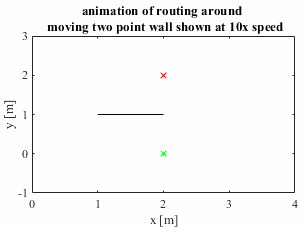 animation of routing around
moving two point wall shown at 10x speed
3
2
1
0
-1
y [m]
0 1 2 3 4
x [m]